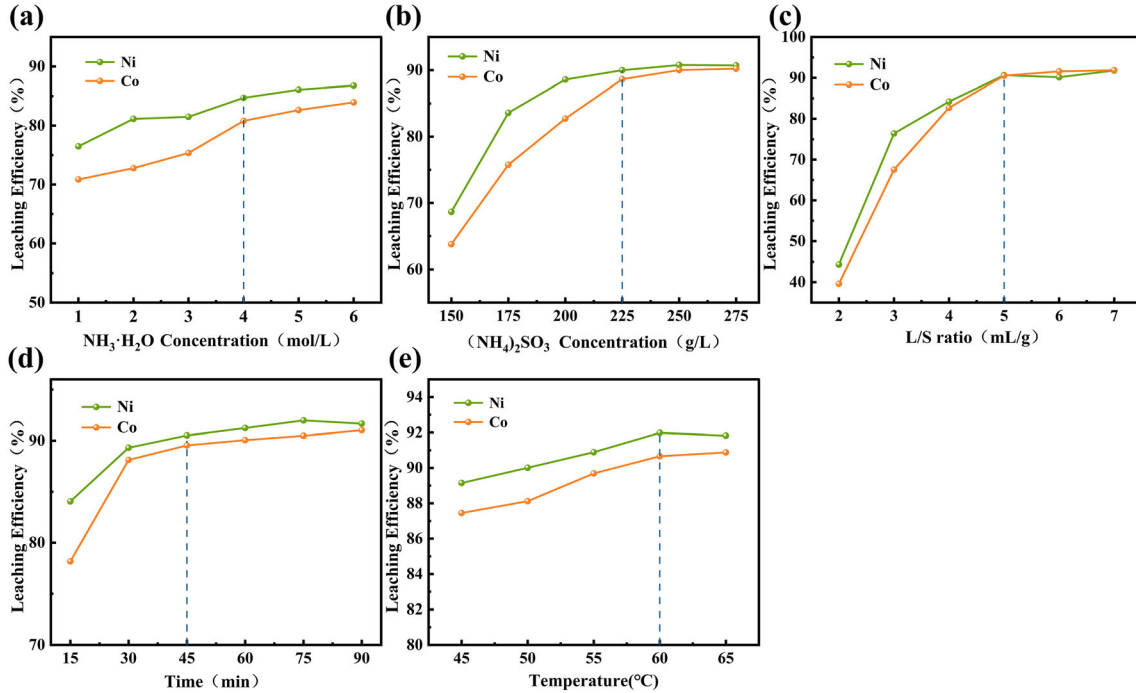 (a)
90
80
70
60
50
Leaching Efficiency（%）
Ni
Co
1 2 3 4 5 6
NH₃·H₂O Concentration（mol/L）
(b)
90
80
70
60
Leaching Efficiency（%）
Ni
Co
150 175 200 225 250 275
（NH₄)₂SO₃ Concentration（g/L）
(c)
100
90
80
70
60
50
40
Leaching Efficiency（%）
Ni
Co
2 3 4 5 6 7
L/S ratio（mL/g）
(d)
90
80
70
Leaching Efficiency（%）
Ni
Co
15 30 45 60 75 90
Time（min）
(e)
94
92
90
88
86
84
82
80
Leaching Efficiency（%）
Ni
Co
45 50 55 60 65
Temperature(°C)